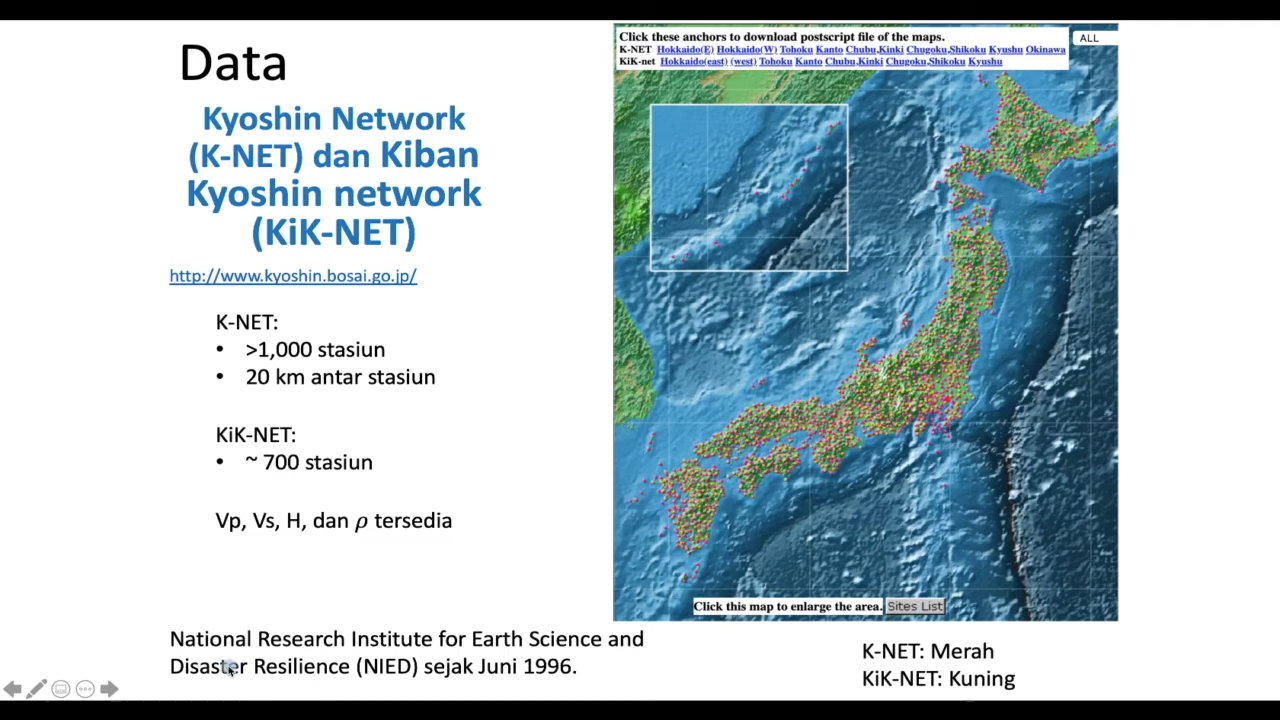 Data
Kyoshin Network
(K-NET) dan Kiban
Kyoshin network
(KiK-NET)
http://www.kyoshin.bosai.go.jp/
K-NET:
• >1,000 stasiun
• 20 km antar stasiun
KiK-NET:
• ~ 700 stasiun
Vp, Vs, H, dan ρ tersedia
National Research Institute for Earth Science and
Disaster Resilience (NIED) sejak Juni 1996.
Click these anchors to download postscript file of the maps.
K-NET Hokkaido(E) Hokkaido(W) Tohoku Kanto Chubu,Kinki Chugoku,Shikoku Kyushu Okinawa
KiK-net Hokkaido(east) (west) Tohoku Kanto Chubu,Kinki Chugoku,Shikoku Kyushu
ALL
Click this map to enlarge the area. Sites List
K-NET: Merah
KiK-NET: Kuning